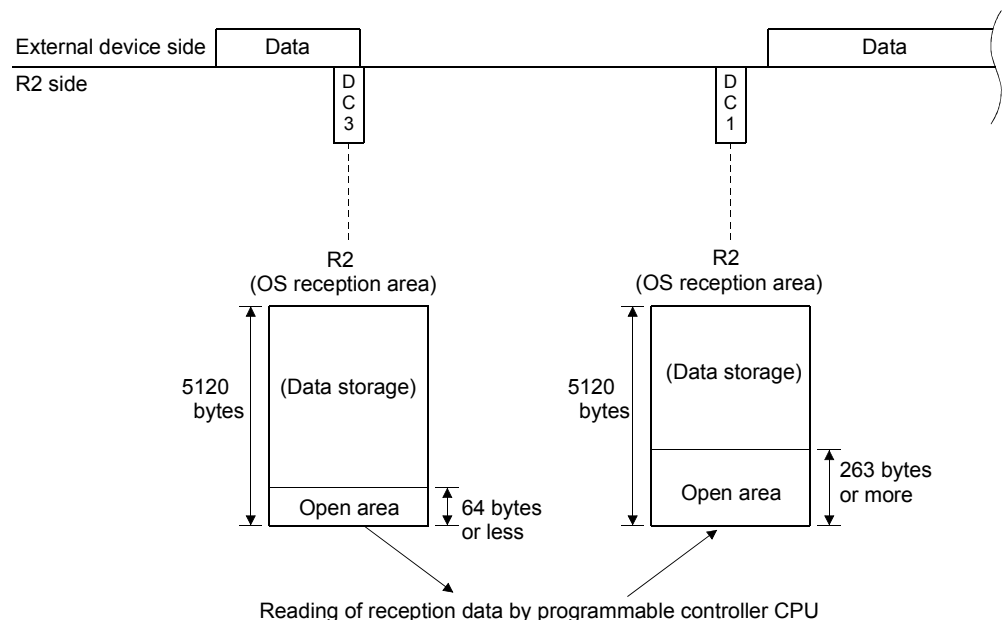 External device side
Data
Data
R2 side
D
C
3
D
C
1
R2
(OS reception area)
R2
(OS reception area)
5120
bytes
(Data storage)
Open area
64 bytes
or less
5120
bytes
(Data storage)
Open area
263 bytes
or more
Reading of reception data by programmable controller CPU